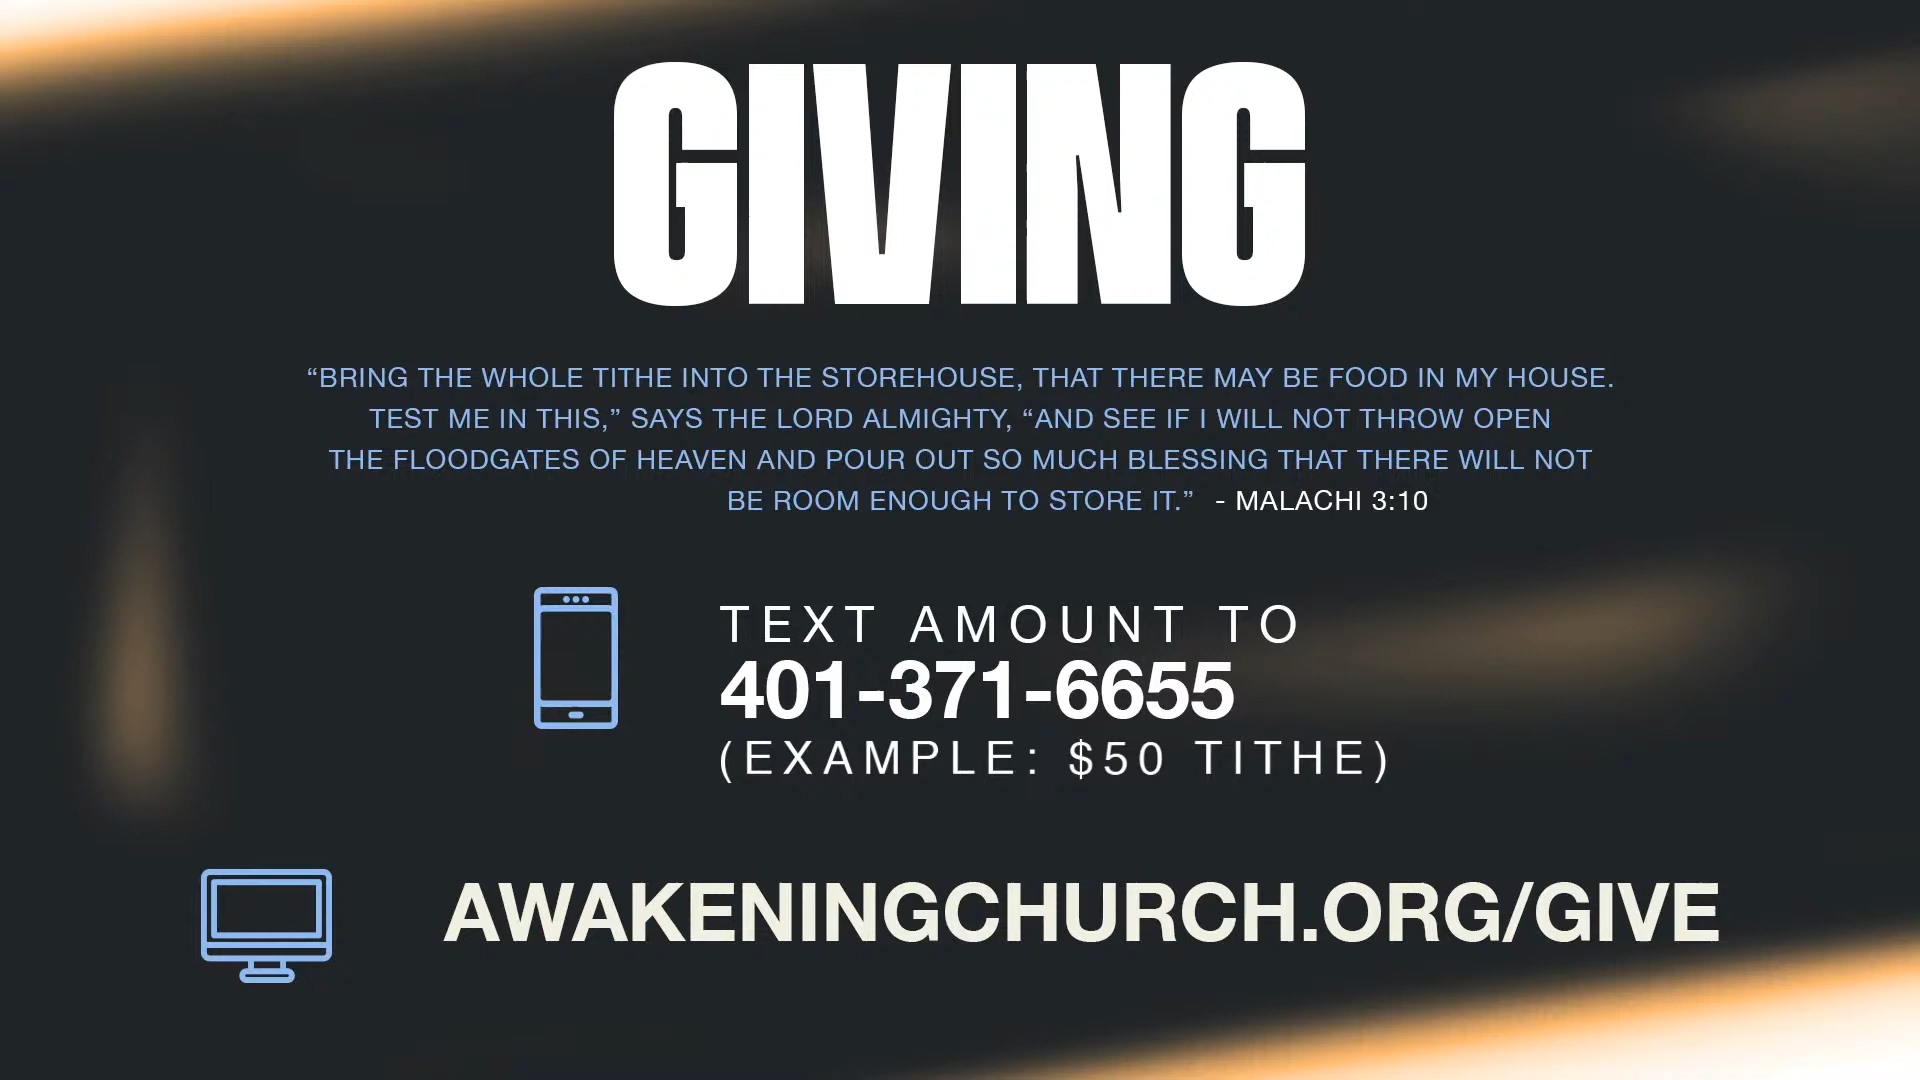 GIVING
“BRING THE WHOLE TITHE INTO THE STOREHOUSE, THAT THERE MAY BE FOOD IN MY HOUSE.
TEST ME IN THIS,” SAYS THE LORD ALMIGHTY, “AND SEE IF I WILL NOT THROW OPEN
THE FLOODGATES OF HEAVEN AND POUR OUT SO MUCH BLESSING THAT THERE WILL NOT
BE ROOM ENOUGH TO STORE IT.” - MALACHI 3:10
TEXT AMOUNT TO
401-371-6655
(EXAMPLE: $50 TITHE)
AWAKENINGCHURCH.ORG/GIVE